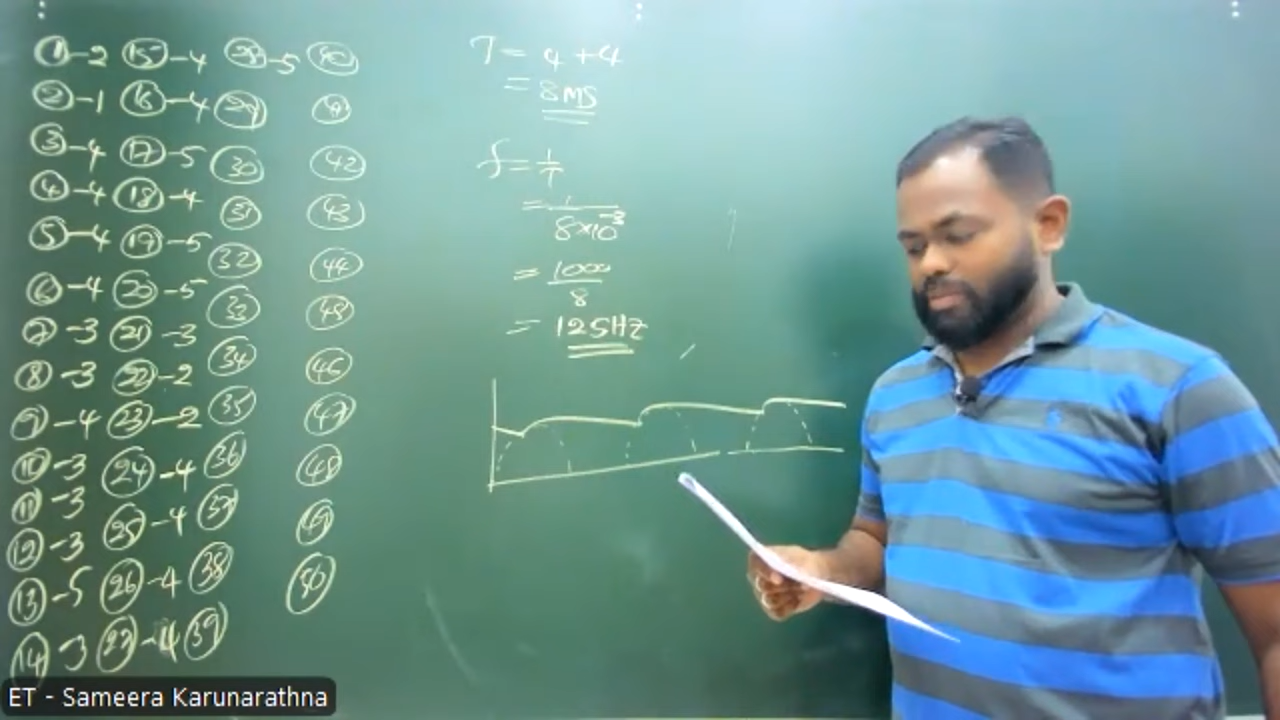 ① - 2 ⑮ - 4 ㉘ - 5 ㊵
② - 1 ⑯ - 4 ㉙ ㊶
③ - 4 ⑰ - 5 ㉚ ㊷
④ - 4 ⑱ - 4 ㉛ ㊸
⑤ - 4 ⑲ - 5 ㉜ ㊹
⑥ - 4 ⑳ - 5 ㉝ ㊺
⑦ - 3 ㉑ - 3 ㉞ ㊻
⑧ - 3 ㉒ - 2 ㉟ ㊼
⑨ - 4 ㉓ - 2 ㊱ ㊽
⑩ - 3 ㉔ - 4 ㊲ ㊾
⑪ - 3 ㉕ - 4 ㊳ ㊿
⑫ - 3 ㉖ - 4 ㊴
⑬ - 5 ㉗ - 4
⑭ - 3
T = 4 + 4
= 8ms
f = 1/T
= 1/8×10⁻³
= 1000/8
= 125Hz
ET - Sameera Karunarathna